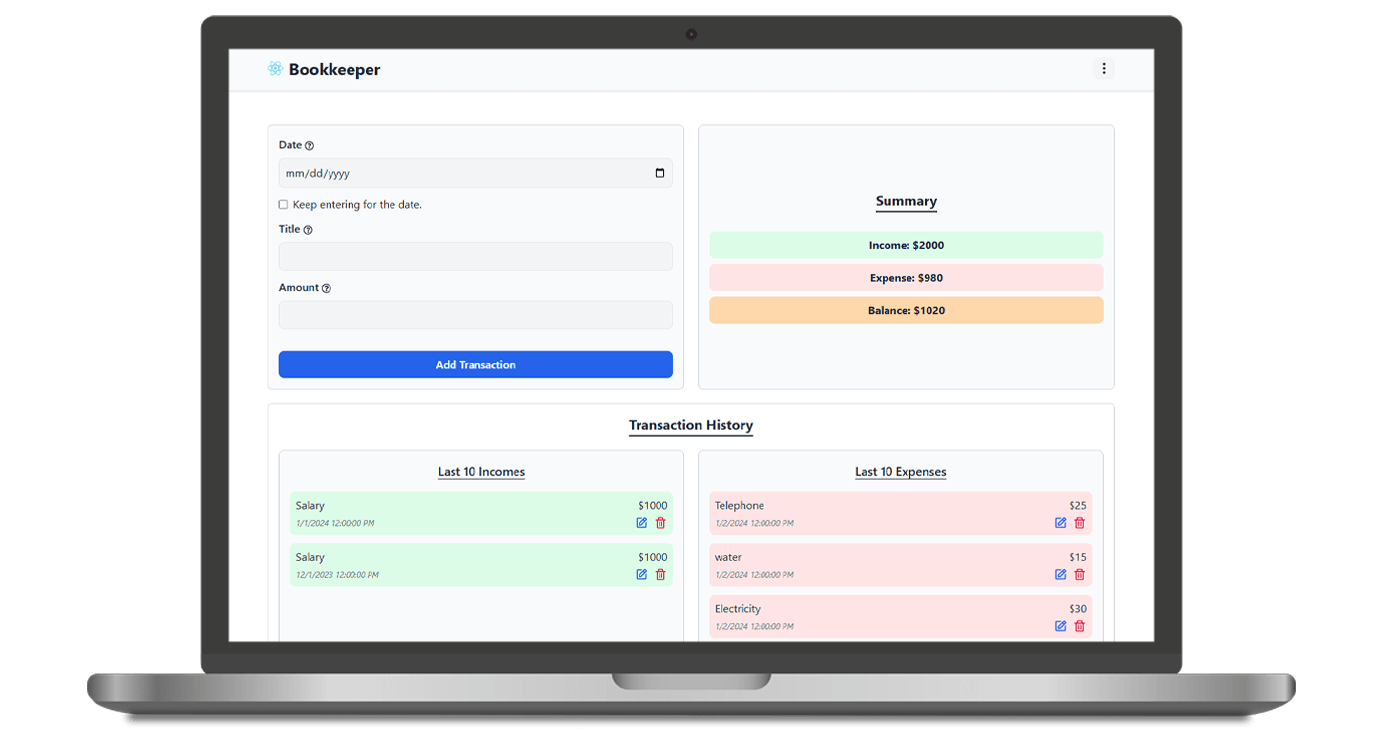 Bookkeeper
Date
mm/dd/yyyy
Keep entering for the date.
Title
Amount
Add Transaction
Summary
Income: $2000
Expense: $980
Balance: $1020
Transaction History
Last 10 Incomes
Salary $1000
1/1/2024 12:00:00 PM
Salary $1000
12/1/2023 12:00:00 PM
Last 10 Expenses
Telephone $25
1/2/2024 12:00:00 PM
water $15
1/2/2024 12:00:00 PM
Electricity $30
1/2/2024 12:00:00 PM